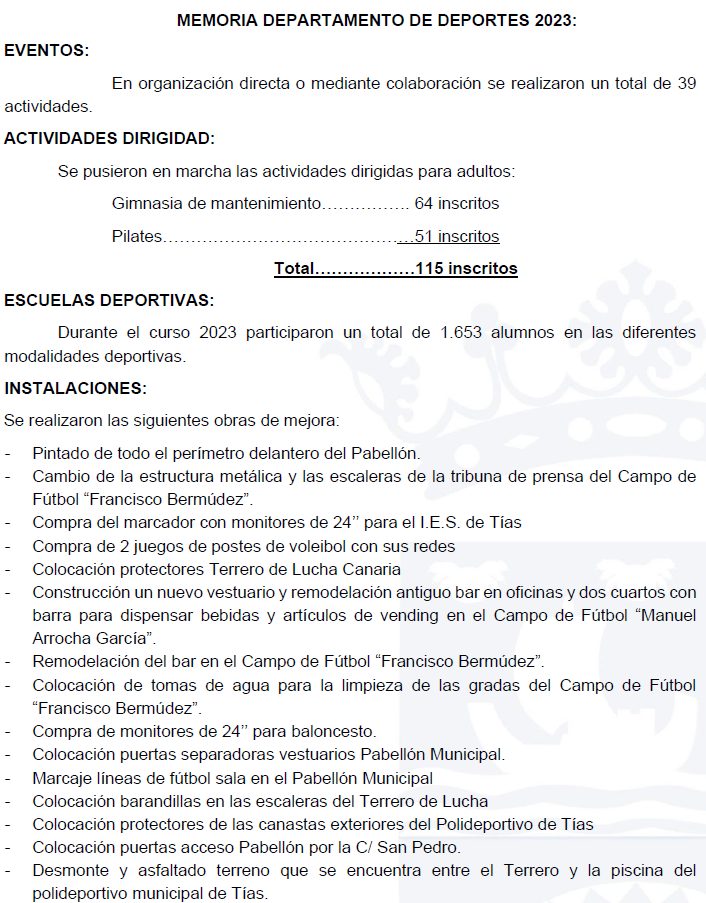 MEMORIA DEPARTAMENTO DE DEPORTES 2023:
EVENTOS:
En organización directa o mediante colaboración se realizaron un total de 39
actividades.
ACTIVIDADES DIRIGIDAD:
Se pusieron en marcha las actividades dirigidas para adultos:
Gimnasia de mantenimiento……………. 64 inscritos
Pilates……………………………………...51 inscritos
Total………………115 inscritos
ESCUELAS DEPORTIVAS:
Durante el curso 2023 participaron un total de 1.653 alumnos en las diferentes
modalidades deportivas.
INSTALACIONES:
Se realizaron las siguientes obras de mejora:
- Pintado de todo el perímetro delantero del Pabellón.
- Cambio de la estructura metálica y las escaleras de la tribuna de prensa del Campo de
Fútbol “Francisco Bermúdez”.
- Compra del marcador con monitores de 24’’ para el I.E.S. de Tías
- Compra de 2 juegos de postes de voleibol con sus redes
- Colocación protectores Terrero de Lucha Canaria
- Construcción un nuevo vestuario y remodelación antiguo bar en oficinas y dos cuartos con
barra para dispensar bebidas y artículos de vending en el Campo de Fútbol “Manuel
Arrocha García”.
- Remodelación del bar en el Campo de Fútbol “Francisco Bermúdez”.
- Colocación de tomas de agua para la limpieza de las gradas del Campo de Fútbol
“Francisco Bermúdez”.
- Compra de monitores de 24’’ para baloncesto.
- Colocación puertas separadoras vestuarios Pabellón Municipal.
- Marcaje líneas de fútbol sala en el Pabellón Municipal
- Colocación barandillas en las escaleras del Terrero de Lucha
- Colocación protectores de las canastas exteriores del Polideportivo de Tías
- Colocación puertas acceso Pabellón por la C/ San Pedro.
- Desmonte y asfaltado terreno que se encuentra entre el Terrero y la piscina del
polideportivo municipal de Tías.